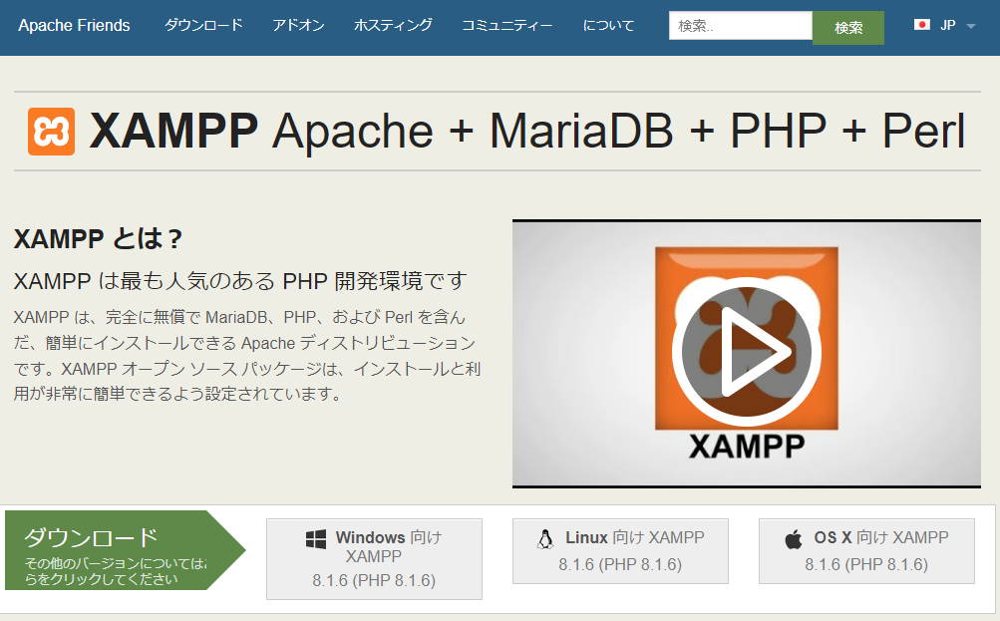 Apache Friends ダウンロード アドオン ホスティング コミュニティー について 検索.. 検索 JP
XAMPP Apache + MariaDB + PHP + Perl
XAMPP とは？
XAMPP は最も人気のある PHP 開発環境です
XAMPP は、完全に無償で MariaDB、PHP、および Perl を含ん
だ、簡単にインストールできる Apache ディストリビューション
です。XAMPP オープン ソース パッケージは、インストールと利
用が非常に簡単できるよう設定されています。
XAMPP
ダウンロード
その他のバージョンについては
らをクリックしてください
Windows 向け
XAMPP
8.1.6 (PHP 8.1.6)
Linux 向け XAMPP
8.1.6 (PHP 8.1.6)
OS X 向け XAMPP
8.1.6 (PHP 8.1.6)